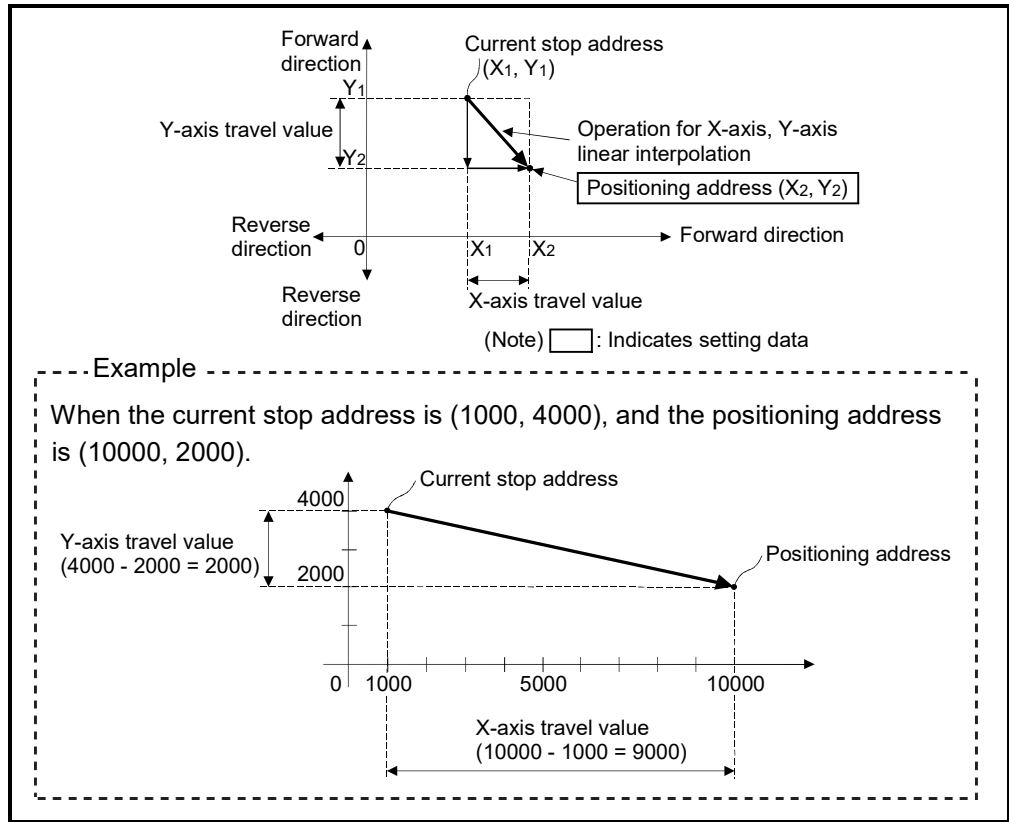 Forward
direction
Current stop address
(X1, Y1)
Y1
Y-axis travel value
Operation for X-axis, Y-axis
linear interpolation
Y2
Positioning address (X2, Y2)
Reverse
direction
0
X1
X2
Forward direction
Reverse
direction
X-axis travel value
(Note) : Indicates setting data
Example
When the current stop address is (1000, 4000), and the positioning address
is (10000, 2000).
Current stop address
4000
Y-axis travel value
(4000 - 2000 = 2000)
Positioning address
2000
0 1000 5000 10000
X-axis travel value
(10000 - 1000 = 9000)